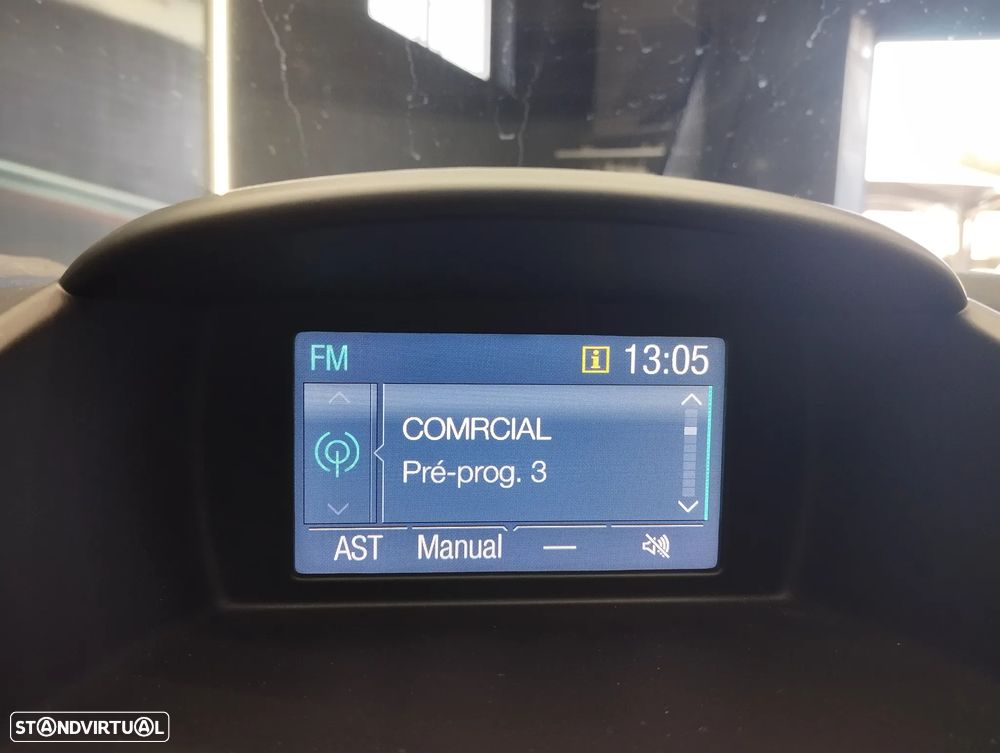 FM
i 13:05
COMRCIAL
Pré-prog. 3
AST Manual —
STANDVIRTUAL